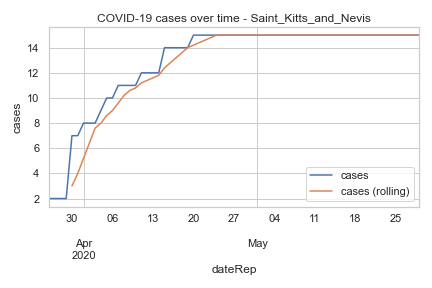 COVID-19 cases over time - Saint_Kitts_and_Nevis
cases
14
12
10
8
6
4
2
cases
cases (rolling)
30 06 13 20 27 04 11 18 25
Apr May
2020
dateRep